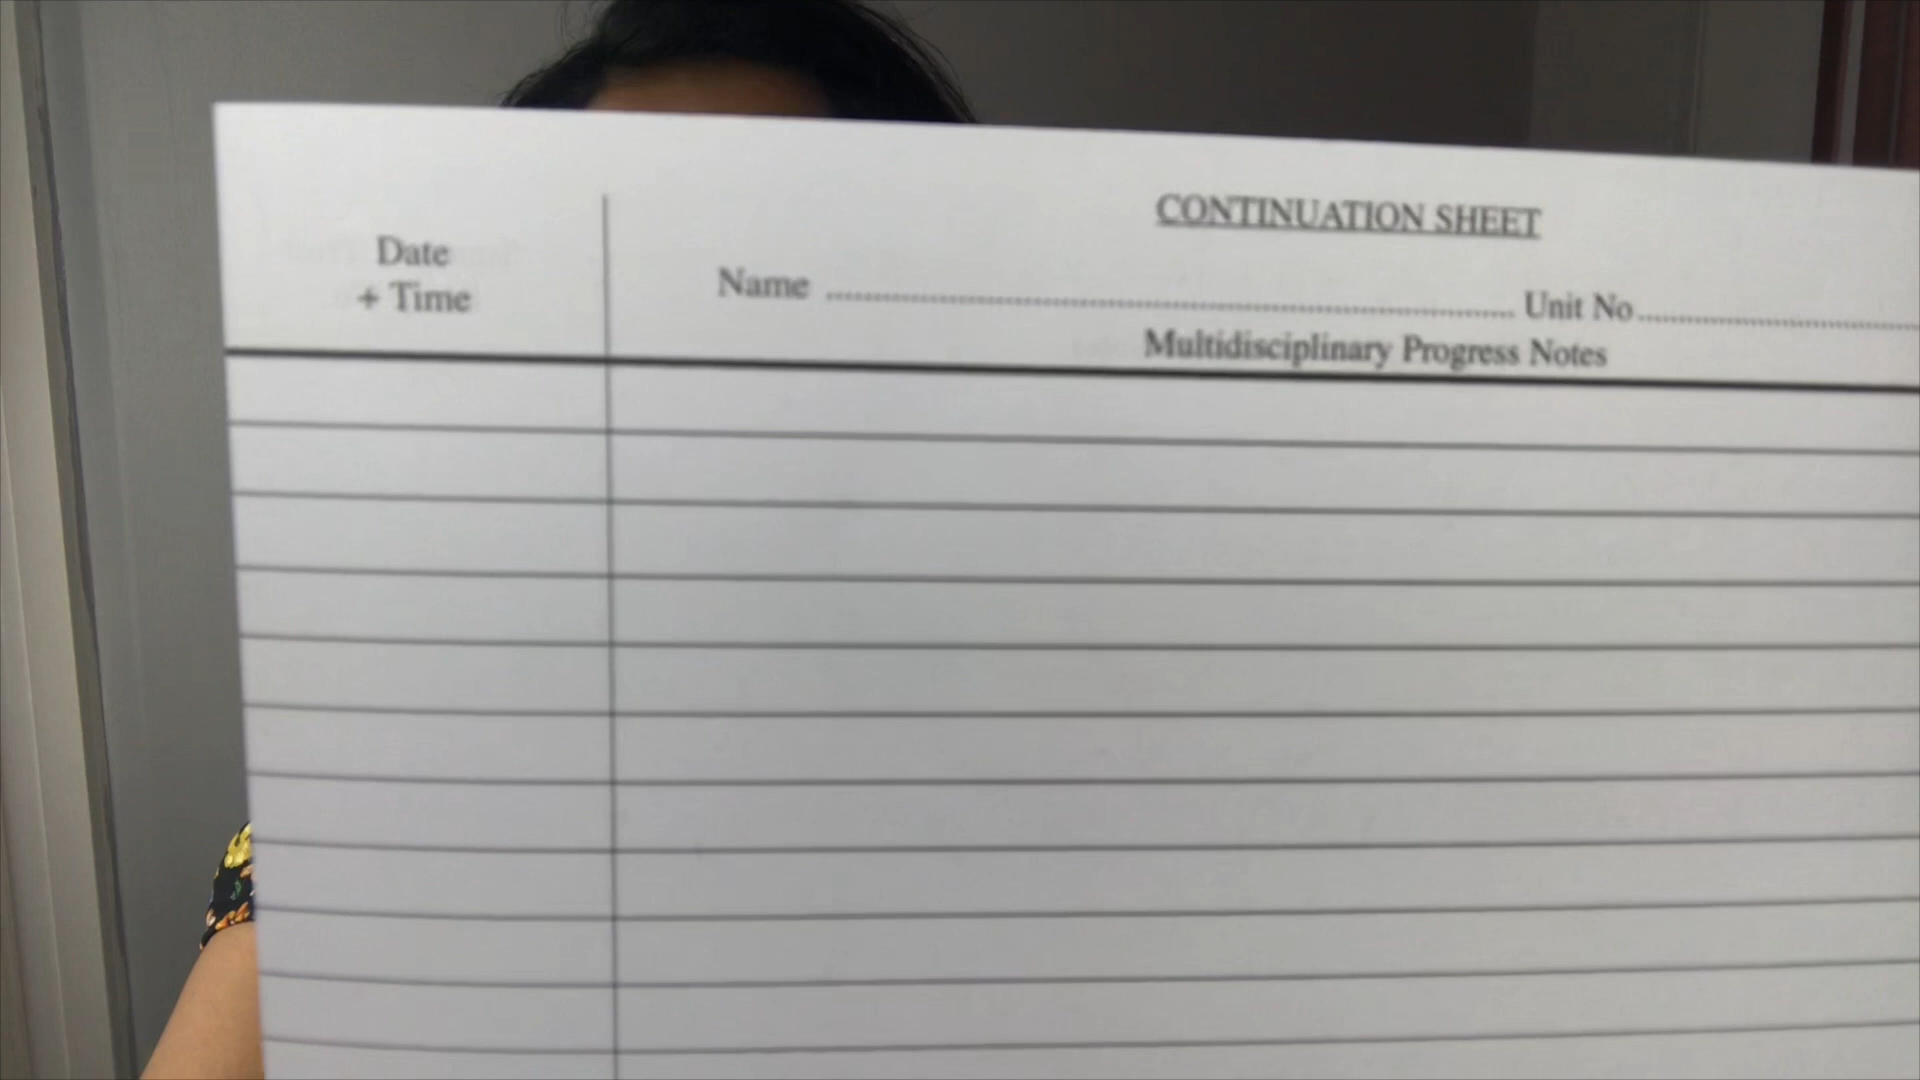 CONTINUATION SHEET
Date
+ Time
Name ........................................ Unit No....................
Multidisciplinary Progress Notes